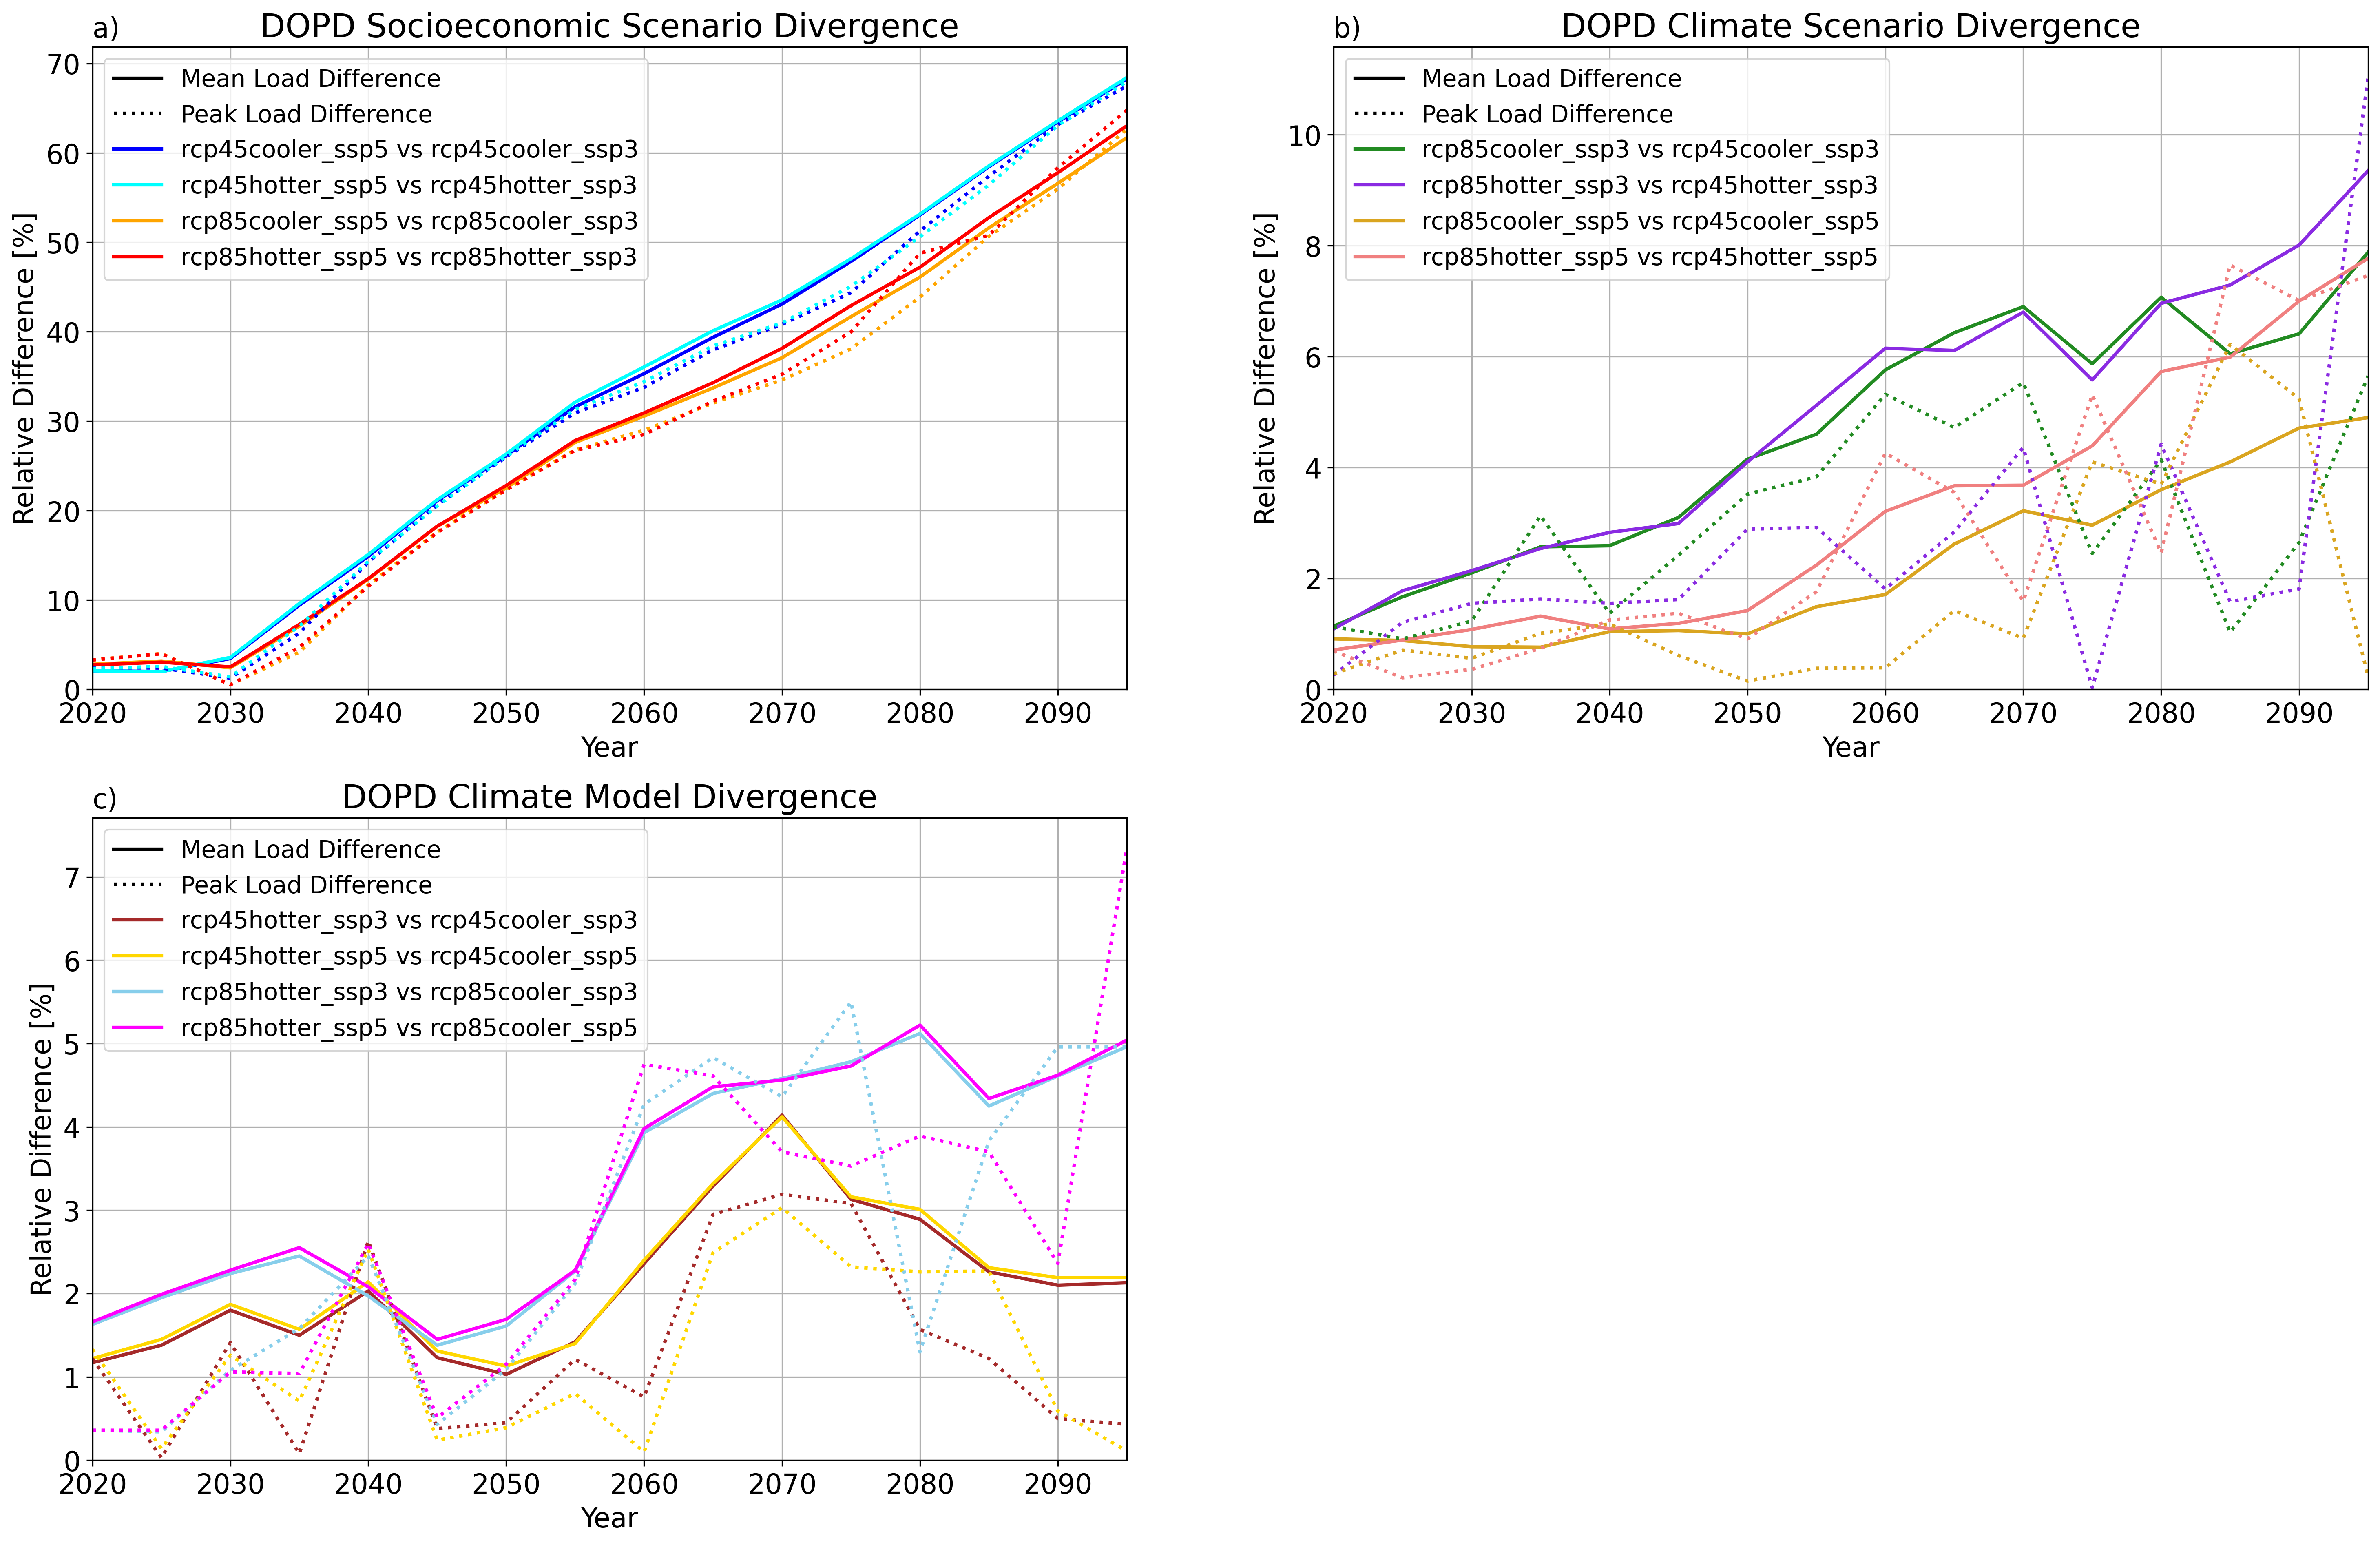 a)
DOPD Socioeconomic Scenario Divergence
70
60
50
40
30
20
10
0
Relative Difference [%]
Mean Load Difference
Peak Load Difference
rcp45cooler_ssp5 vs rcp45cooler_ssp3
rcp45hotter_ssp5 vs rcp45hotter_ssp3
rcp85cooler_ssp5 vs rcp85cooler_ssp3
rcp85hotter_ssp5 vs rcp85hotter_ssp3
2020 2030 2040 2050 2060 2070 2080 2090
Year
b)
DOPD Climate Scenario Divergence
10
8
6
4
2
0
Relative Difference [%]
Mean Load Difference
Peak Load Difference
rcp85cooler_ssp3 vs rcp45cooler_ssp3
rcp85hotter_ssp3 vs rcp45hotter_ssp3
rcp85cooler_ssp5 vs rcp45cooler_ssp5
rcp85hotter_ssp5 vs rcp45hotter_ssp5
2020 2030 2040 2050 2060 2070 2080 2090
Year
c)
DOPD Climate Model Divergence
7
6
5
4
3
2
1
0
Relative Difference [%]
Mean Load Difference
Peak Load Difference
rcp45hotter_ssp3 vs rcp45cooler_ssp3
rcp45hotter_ssp5 vs rcp45cooler_ssp5
rcp85hotter_ssp3 vs rcp85cooler_ssp3
rcp85hotter_ssp5 vs rcp85cooler_ssp5
2020 2030 2040 2050 2060 2070 2080 2090
Year